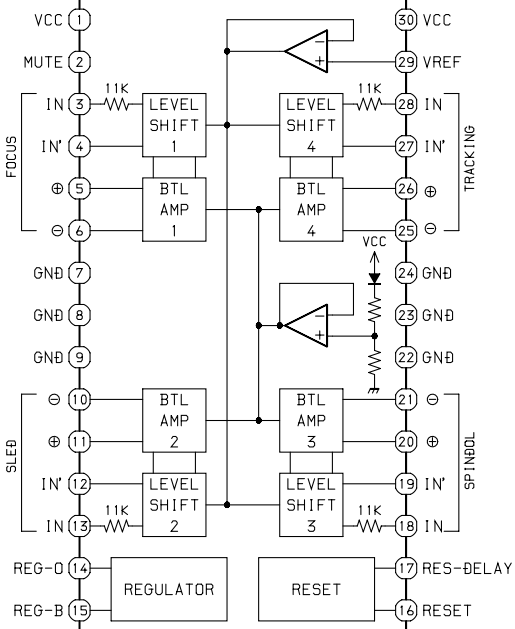 VCC 1 30 VCC
MUTE 2 29 VREF
− +
IN 3 11K LEVEL SHIFT 1 LEVEL SHIFT 4 11K 28 IN
FOCUS
TRACKING
IN' 4 27 IN'
⊕ 5 BTL AMP 1 BTL AMP 4 26 ⊕
⊖ 6 25 ⊖
VCC
GND 7 24 GND
GND 8 23 GND
− +
GND 9 22 GND
⊖ 10 BTL AMP 2 BTL AMP 3 21 ⊖
⊕ 11 20 ⊕
SLED
SPINDOL
IN' 12 LEVEL SHIFT 2 LEVEL SHIFT 3 19 IN'
IN 13 11K 11K 18 IN
REG-O 14 REGULATOR RESET 17 RES-DELAY
REG-B 15 16 RESET